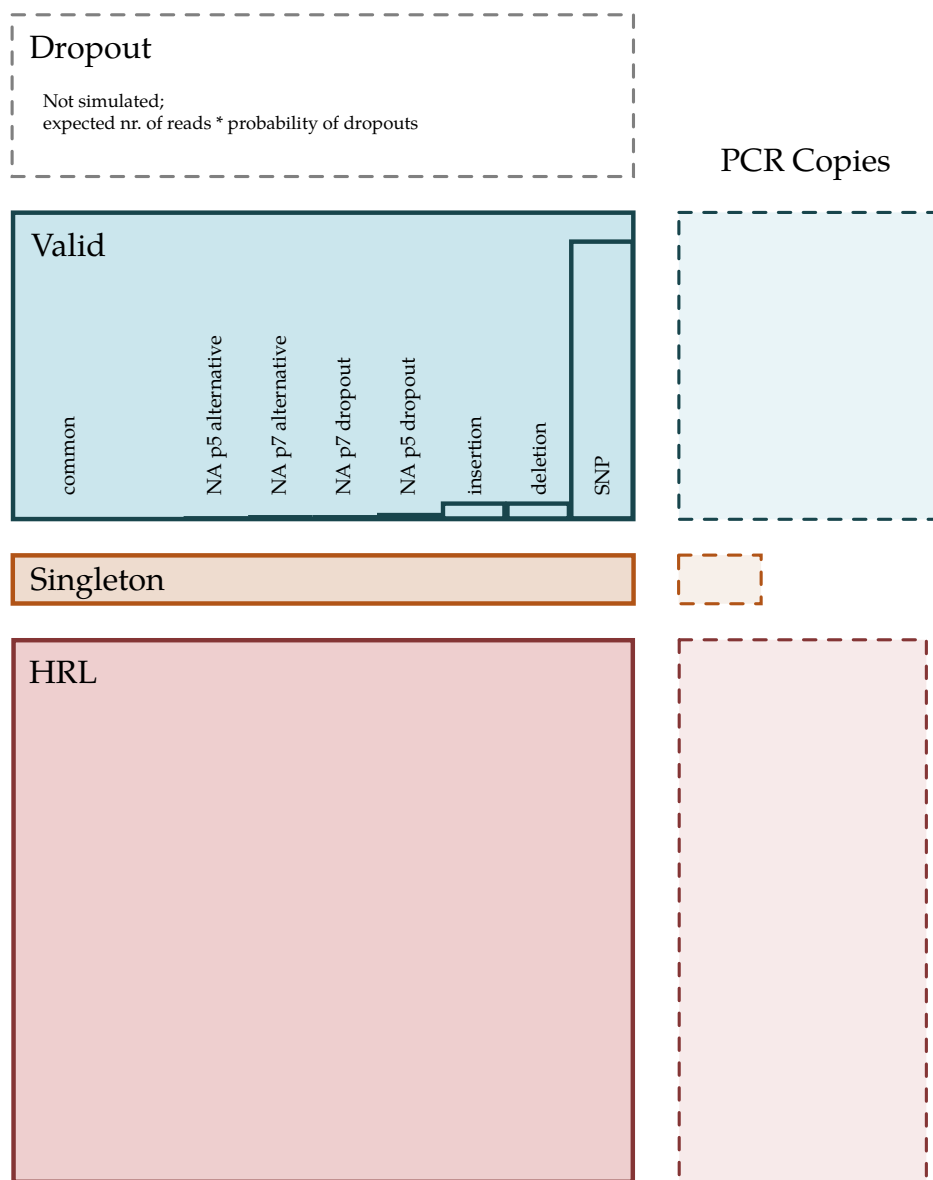 Dropout
Not simulated;
expected nr. of reads * probability of dropouts
PCR Copies
Valid
common
NA p5 alternative
NA p7 alternative
NA p7 dropout
NA p5 dropout
insertion
deletion
SNP
Singleton
HRL